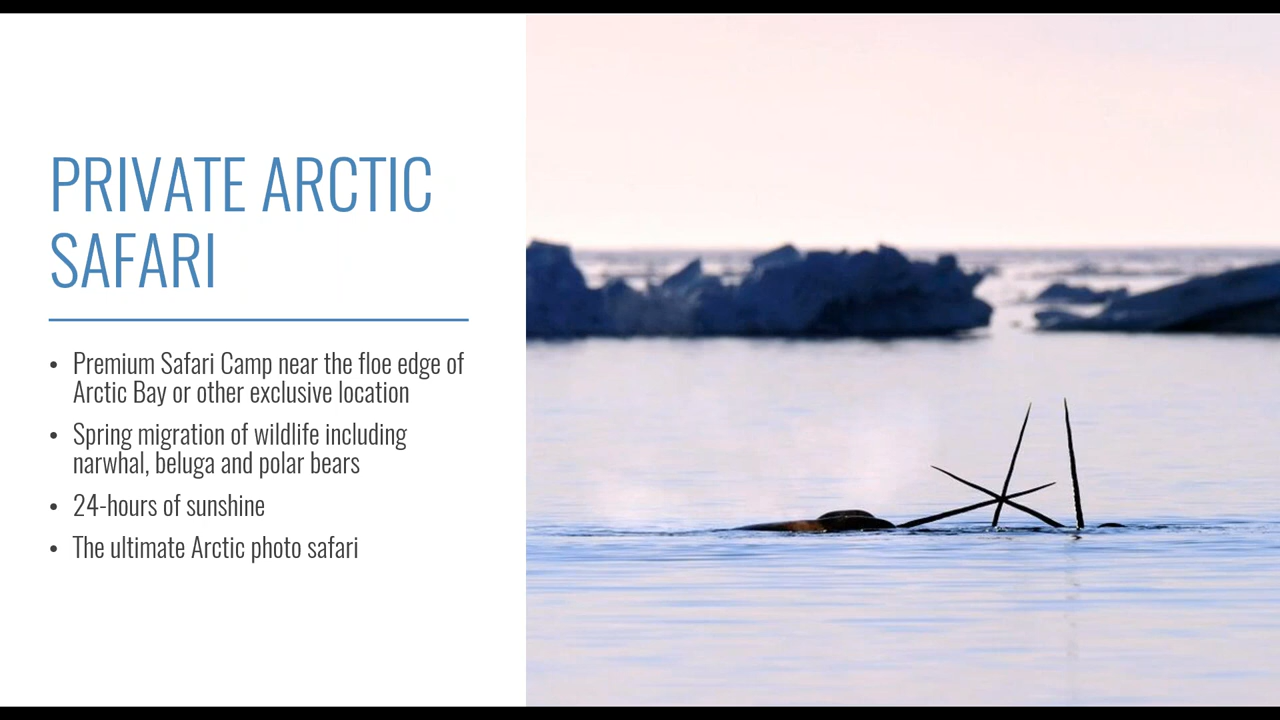 PRIVATE ARCTIC
SAFARI
• Premium Safari Camp near the floe edge of
Arctic Bay or other exclusive location
• Spring migration of wildlife including
narwhal, beluga and polar bears
• 24-hours of sunshine
• The ultimate Arctic photo safari